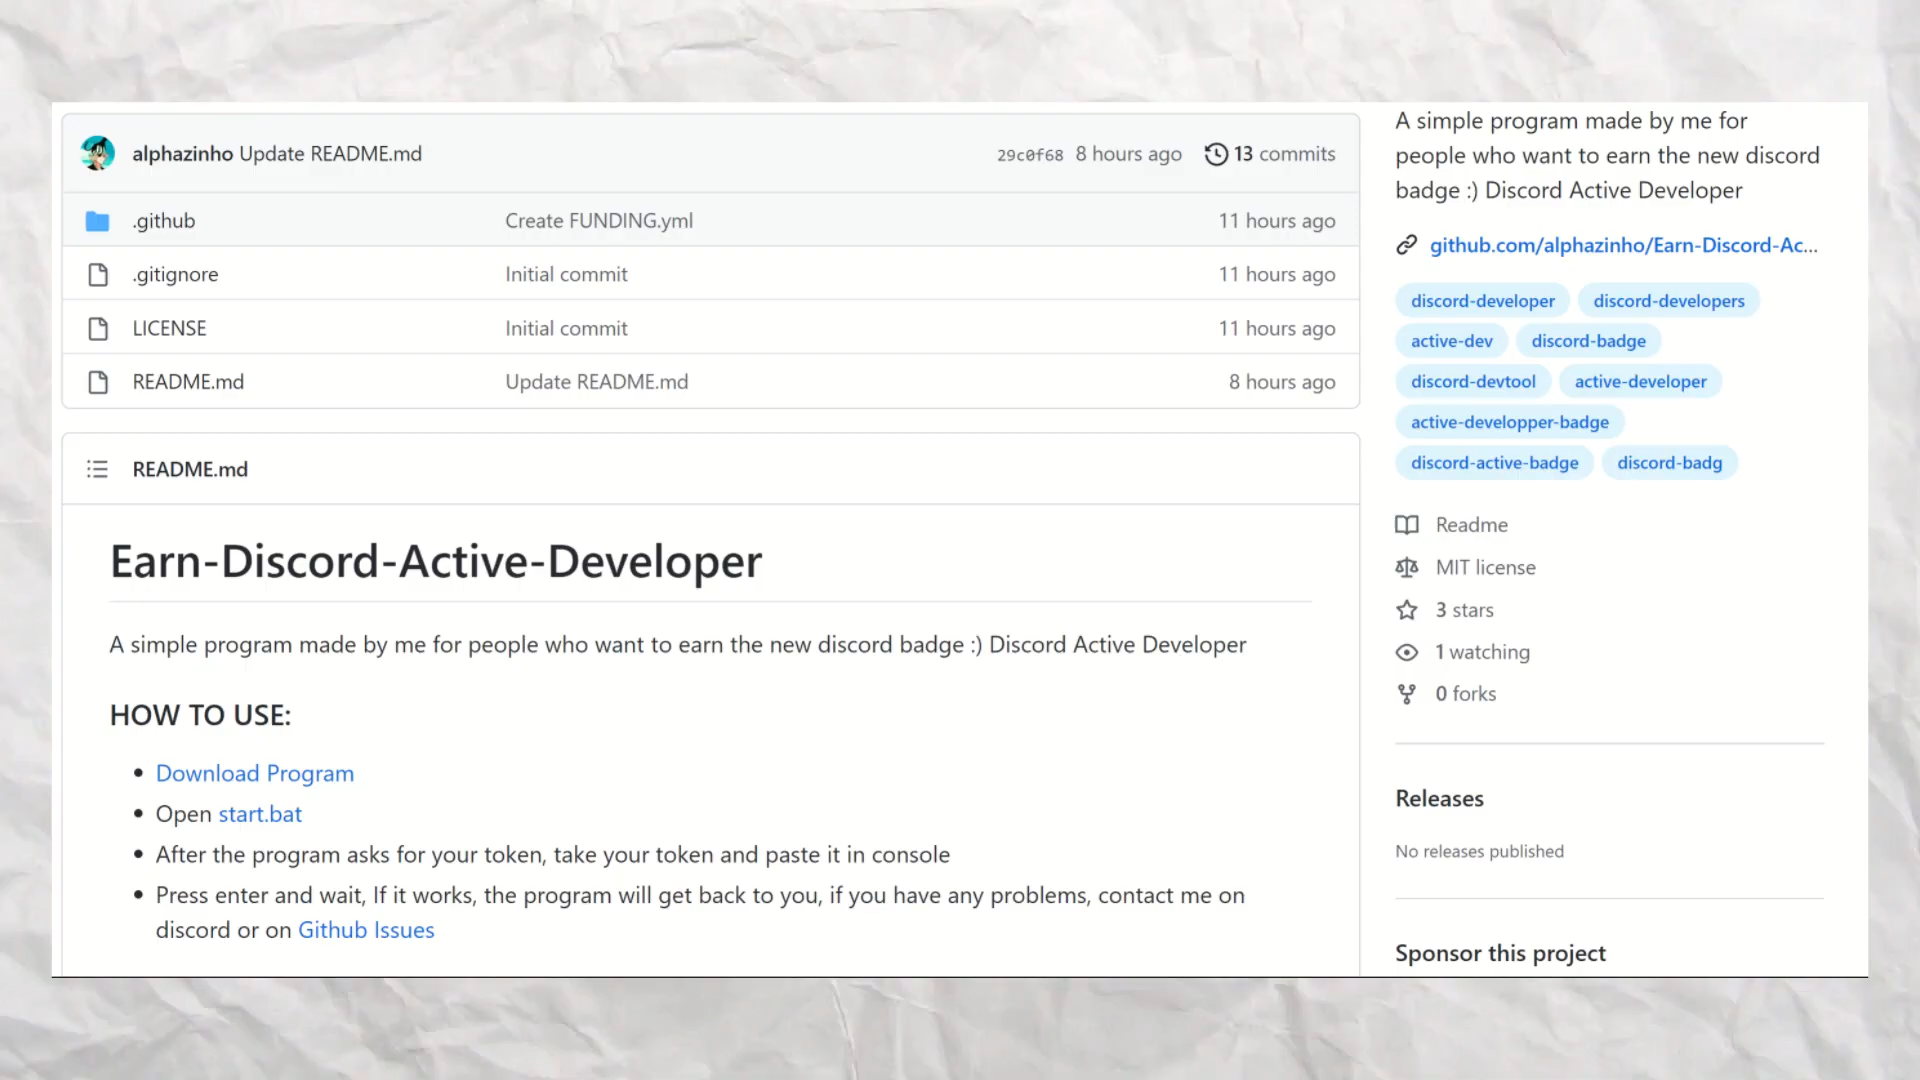 alphazinho Update README.md 29c0f68 8 hours ago 13 commits
.github Create FUNDING.yml 11 hours ago
.gitignore Initial commit 11 hours ago
LICENSE Initial commit 11 hours ago
README.md Update README.md 8 hours ago
README.md
Earn-Discord-Active-Developer
A simple program made by me for people who want to earn the new discord badge :) Discord Active Developer
HOW TO USE:
• Download Program
• Open start.bat
• After the program asks for your token, take your token and paste it in console
• Press enter and wait, If it works, the program will get back to you, if you have any problems, contact me on
discord or on Github Issues
A simple program made by me for
people who want to earn the new discord
badge :) Discord Active Developer
github.com/alphazinho/Earn-Discord-Ac...
discord-developer discord-developers
active-dev discord-badge
discord-devtool active-developer
active-developper-badge
discord-active-badge discord-badg
Readme
MIT license
3 stars
1 watching
0 forks
Releases
No releases published
Sponsor this project